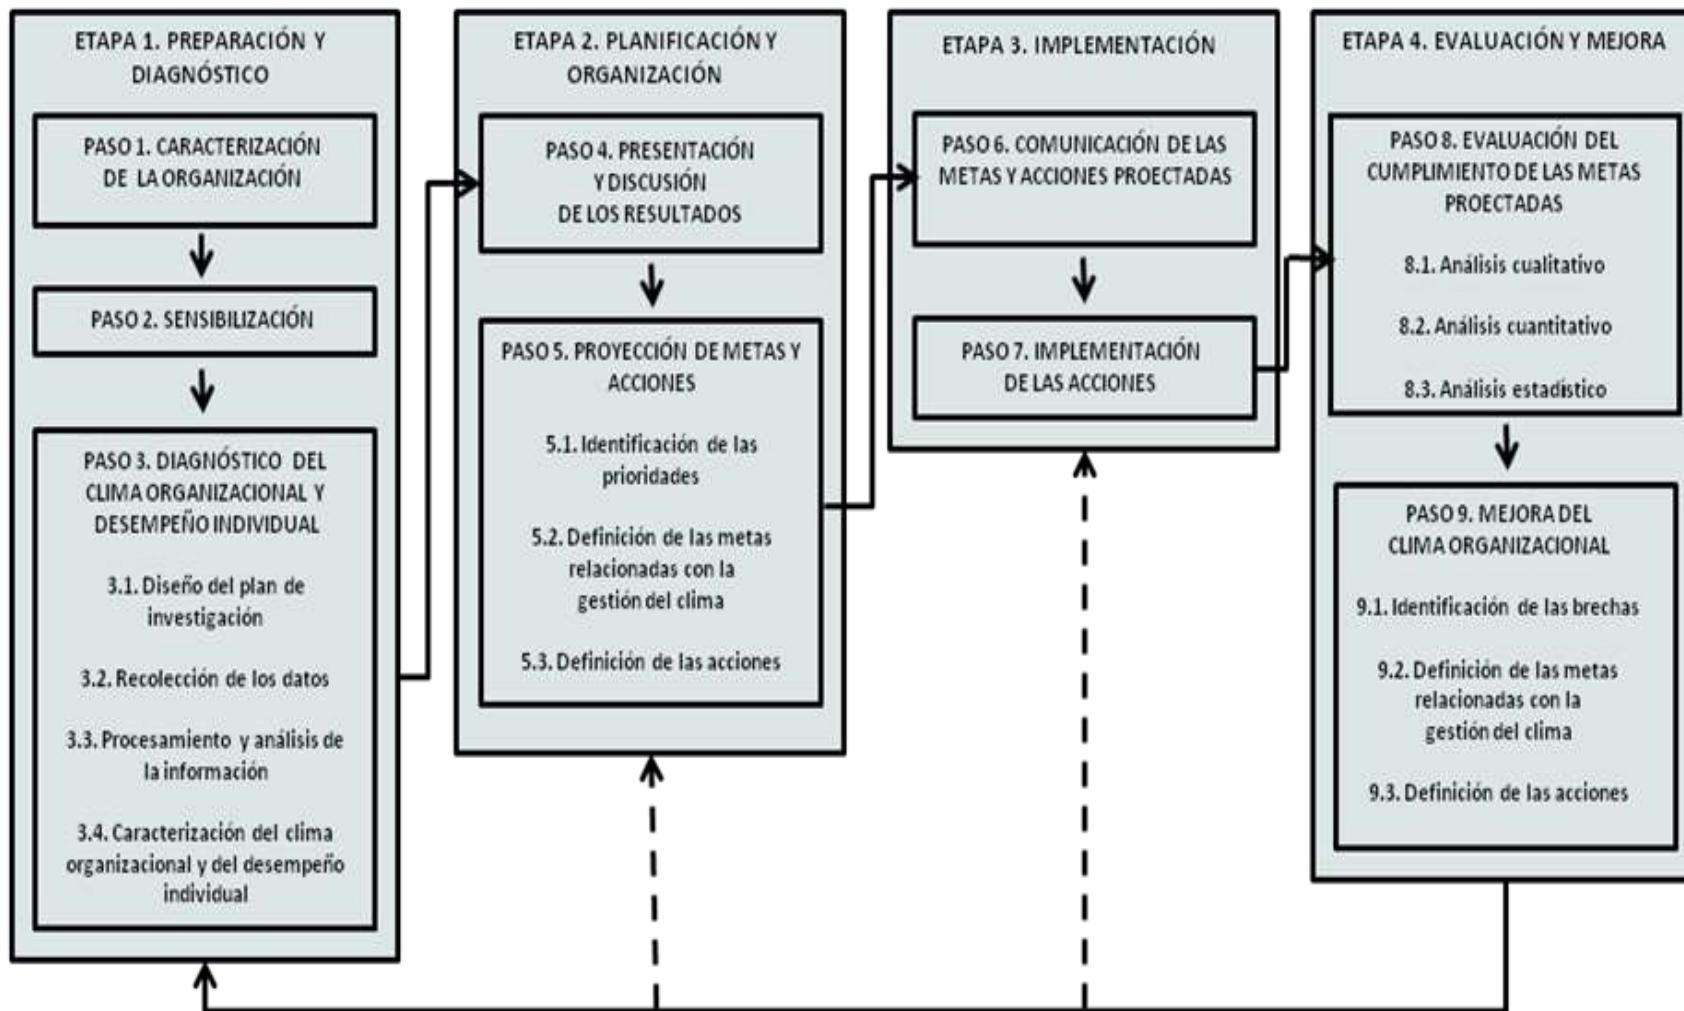 ETAPA 1. PREPARACIÓN Y
DIAGNÓSTICO
PASO 1. CARACTERIZACIÓN
DE LA ORGANIZACIÓN
PASO 2. SENSIBILIZACIÓN
PASO 3. DIAGNÓSTICO DEL
CLIMA ORGANIZACIONAL Y
DESEMPEÑO INDIVIDUAL
3.1. Diseño del plan de
investigación
3.2. Recolección de los datos
3.3. Procesamiento y análisis de
la información
3.4. Caracterización del clima
organizacional y del desempeño
individual
ETAPA 2. PLANIFICACIÓN Y
ORGANIZACIÓN
PASO 4. PRESENTACIÓN
Y DISCUSIÓN
DE LOS RESULTADOS
PASO 5. PROYECCIÓN DE METAS Y
ACCIONES
5.1. Identificación de las
prioridades
5.2. Definición de las metas
relacionadas con la
gestión del clima
5.3. Definición de las acciones
ETAPA 3. IMPLEMENTACIÓN
PASO 6. COMUNICACIÓN DE LAS
METAS Y ACCIONES PROECTADAS
PASO 7. IMPLEMENTACIÓN
DE LAS ACCIONES
ETAPA 4. EVALUACIÓN Y MEJORA
PASO 8. EVALUACIÓN DEL
CUMPLIMIENTO DE LAS METAS
PROECTADAS
8.1. Análisis cualitativo
8.2. Análisis cuantitativo
8.3. Análisis estadístico
PASO 9. MEJORA DEL
CLIMA ORGANIZACIONAL
9.1. Identificación de las brechas
9.2. Definición de las metas
relacionadas con la
gestión del clima
9.3. Definición de las acciones